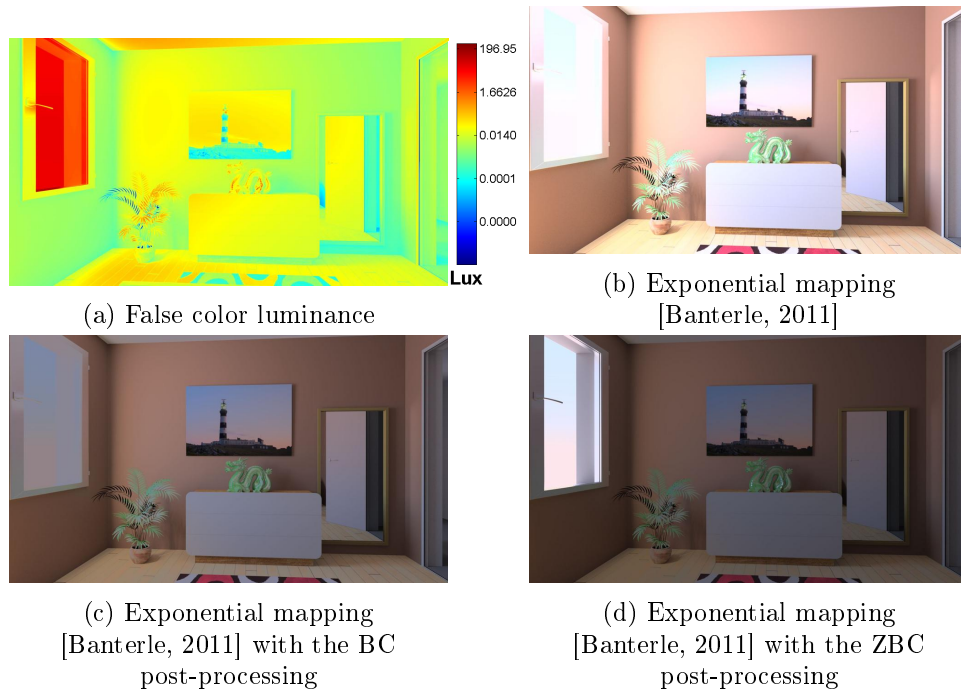 196.95
1.6626
0.0140
0.0001
0.0000
Lux
(a) False color luminance
(b) Exponential mapping
[Banterle, 2011]
(c) Exponential mapping
[Banterle, 2011] with the BC
post-processing
(d) Exponential mapping
[Banterle, 2011] with the ZBC
post-processing